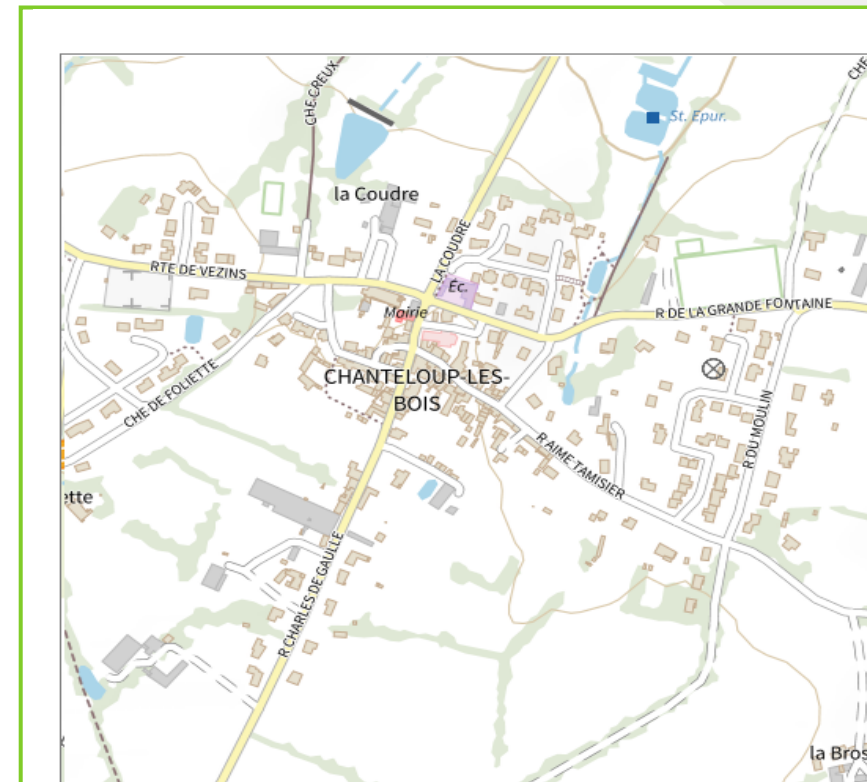 CHE
CHE CREUX
St. Epur.
la Coudre
LA COUDRE
RTE DE VEZINS
Éc.
Mairie
R DE LA GRANDE FONTAINE
CHANTELOUP-LES-
BOIS
CHE DE FOLIETTE
R DU MOULIN
R AIME TAMISIER
ette
R CHARLES DE GAULLE
la Bros